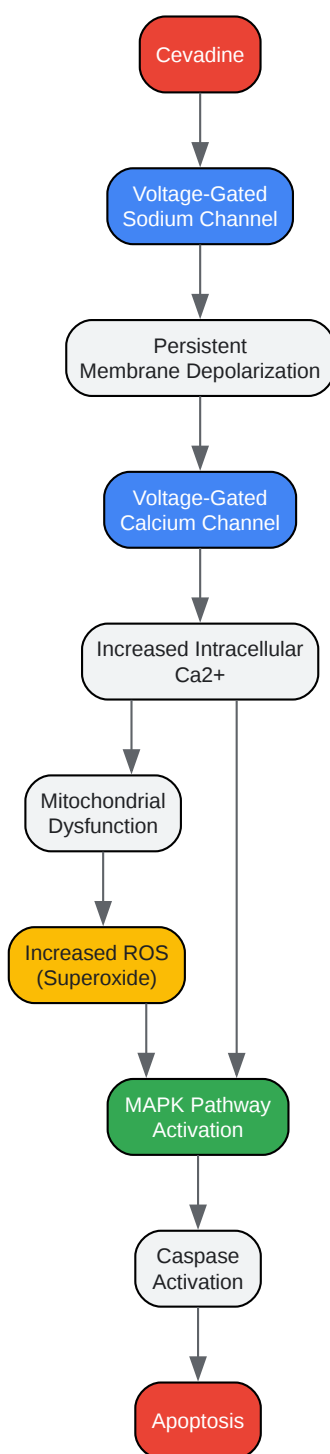 Cevadine
Voltage-Gated
Sodium Channel
Persistent
Membrane Depolarization
Voltage-Gated
Calcium Channel
Increased Intracellular
Ca2+
Mitochondrial
Dysfunction
Increased ROS
(Superoxide)
MAPK Pathway
Activation
Caspase
Activation
Apoptosis